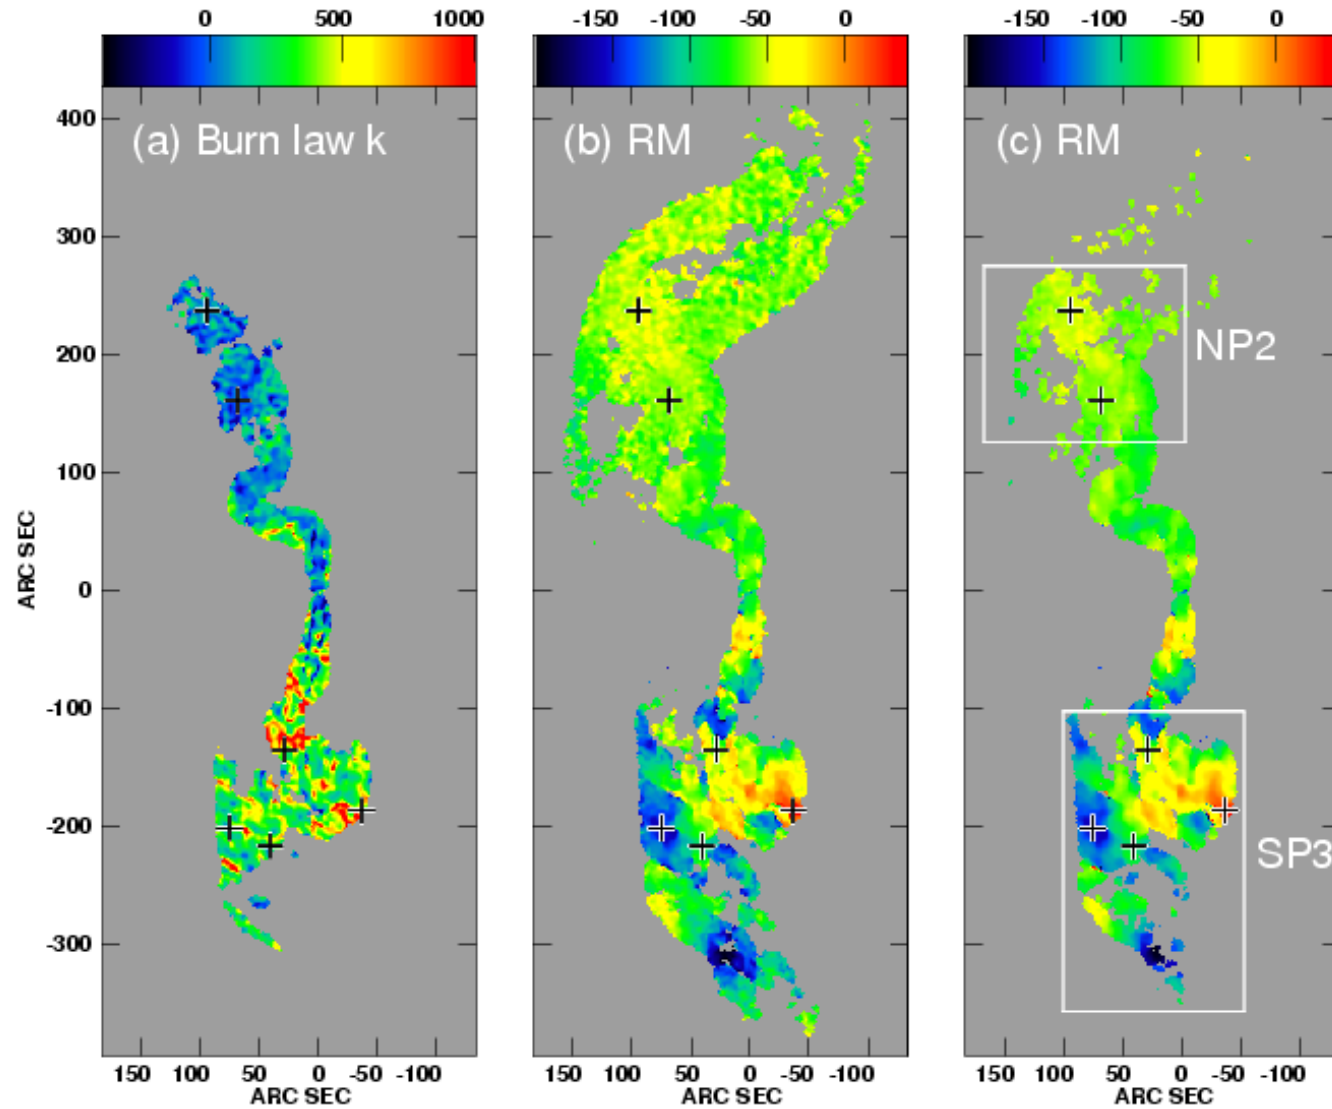 0 500 1000
-150 -100 -50 0
-150 -100 -50 0
(a) Burn law k
(b) RM
(c) RM
400
300
200
100
0
-100
-200
-300
ARC SEC
NP2
SP3
150 100 50 0 -50 -100
150 100 50 0 -50 -100
150 100 50 0 -50 -100
ARC SEC
ARC SEC
ARC SEC